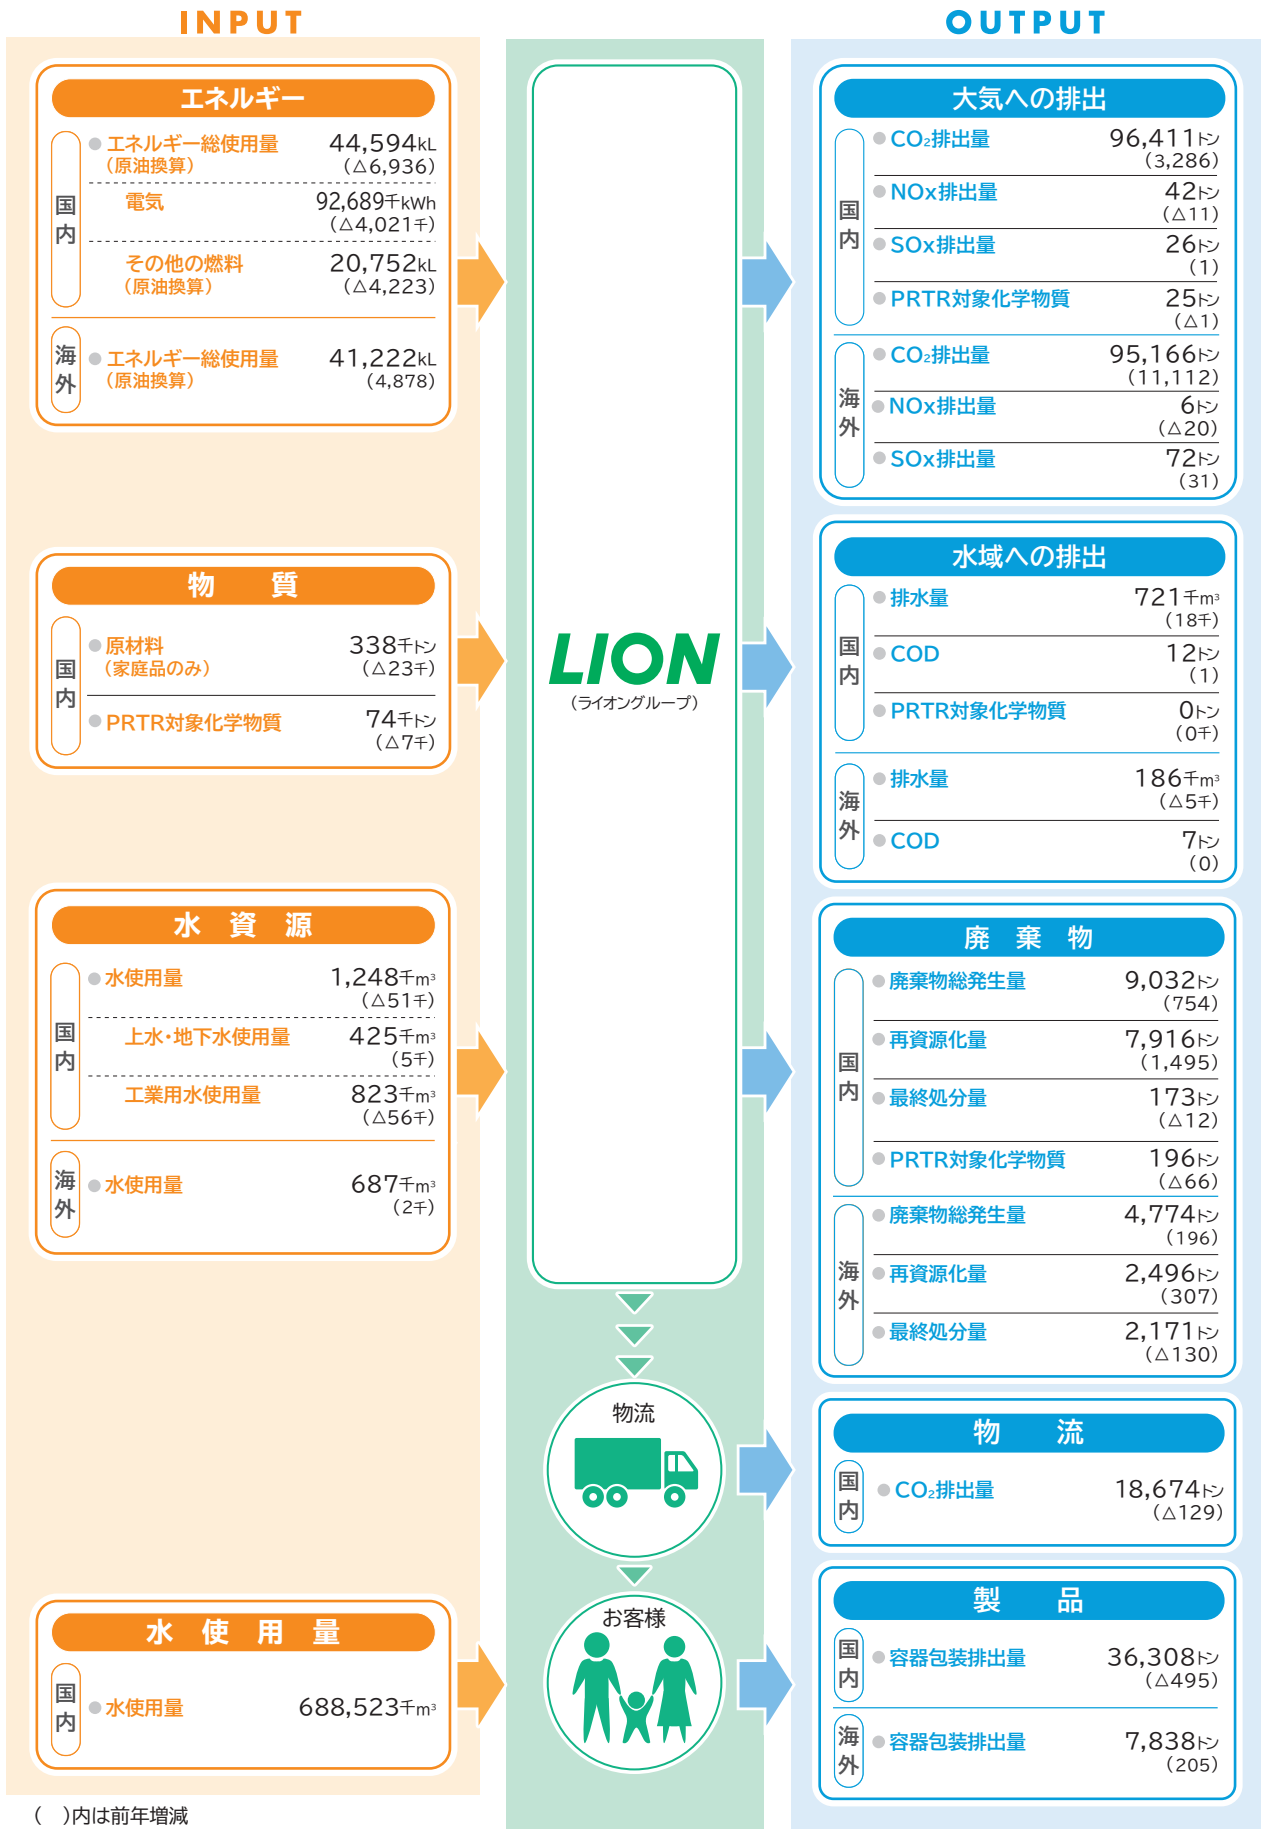 INPUT
エネルギー
国内
エネルギー総使用量 44,594kL
(原油換算) (△6,936)
電気 92,689千kWh
(△4,021千)
その他の燃料 20,752kL
(原油換算) (△4,223)
海外
エネルギー総使用量 41,222kL
(原油換算) (4,878)
物質
国内
原材料 338千トン
(家庭品のみ) (△23千)
PRTR対象化学物質 74千トン
(△7千)
水資源
国内
水使用量 1,248千m³
(△51千)
上水・地下水使用量 425千m³
(5千)
工業用水使用量 823千m³
(△56千)
海外
水使用量 687千m³
(2千)
水使用量
国内
水使用量 688,523千m³
( )内は前年増減
LION
(ライオングループ)
物流
お客様
OUTPUT
大気への排出
国内
CO₂排出量 96,411トン
(3,286)
NOx排出量 42トン
(△11)
SOx排出量 26トン
(1)
PRTR対象化学物質 25トン
(△1)
海外
CO₂排出量 95,166トン
(11,112)
NOx排出量 6トン
(△20)
SOx排出量 72トン
(31)
水域への排出
国内
排水量 721千m³
(18千)
COD 12トン
(1)
PRTR対象化学物質 0トン
(0千)
海外
排水量 186千m³
(△5千)
COD 7トン
(0)
廃棄物
国内
廃棄物総発生量 9,032トン
(754)
再資源化量 7,916トン
(1,495)
最終処分量 173トン
(△12)
PRTR対象化学物質 196トン
(△66)
海外
廃棄物総発生量 4,774トン
(196)
再資源化量 2,496トン
(307)
最終処分量 2,171トン
(△130)
物流
国内
CO₂排出量 18,674トン
(△129)
製品
国内
容器包装排出量 36,308トン
(△495)
海外
容器包装排出量 7,838トン
(205)